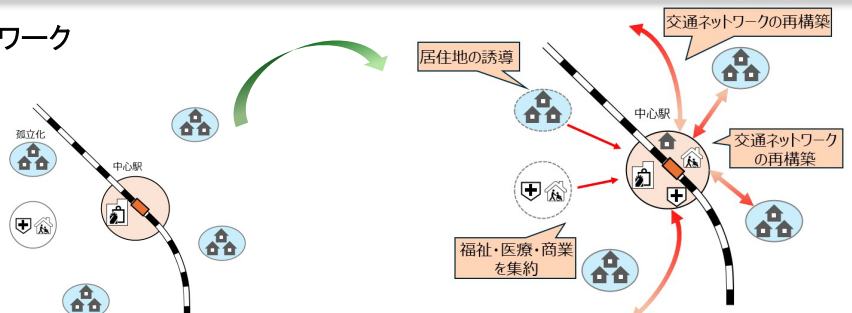 ワーク
孤立化
中心駅
居住地の誘導
交通ネットワークの再構築
中心駅
交通ネットワーク
の再構築
福祉・医療・商業
を集約